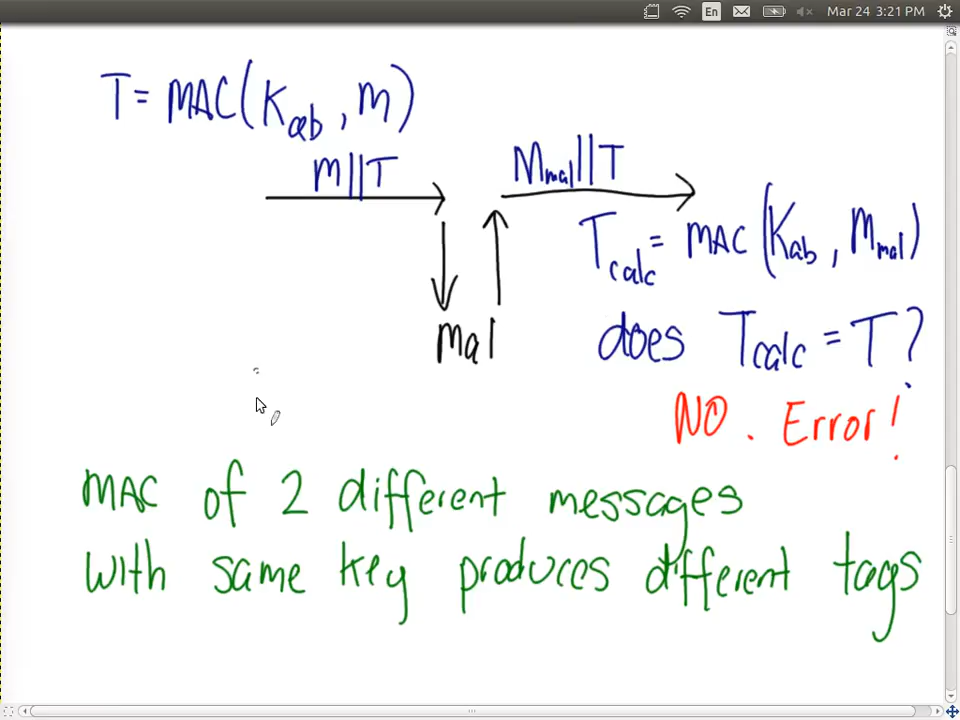 En Mar 24 3:21 PM
T= MAC(Kab, M)
M||T
Mmal||T
Tcalc = MAC(Kab, Mmal)
Mal
does Tcalc = T?
NO. Error!
MAC of 2 different messages
with same key produces different tags